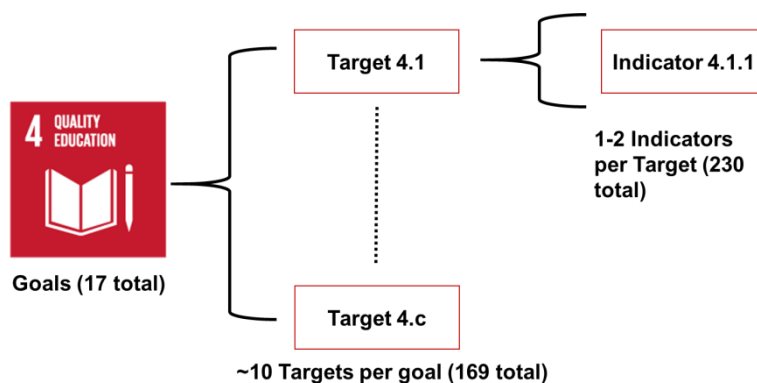 4 QUALITY
EDUCATION
Goals (17 total)
Target 4.1
Target 4.c
~10 Targets per goal (169 total)
Indicator 4.1.1
1-2 Indicators
per Target (230
total)